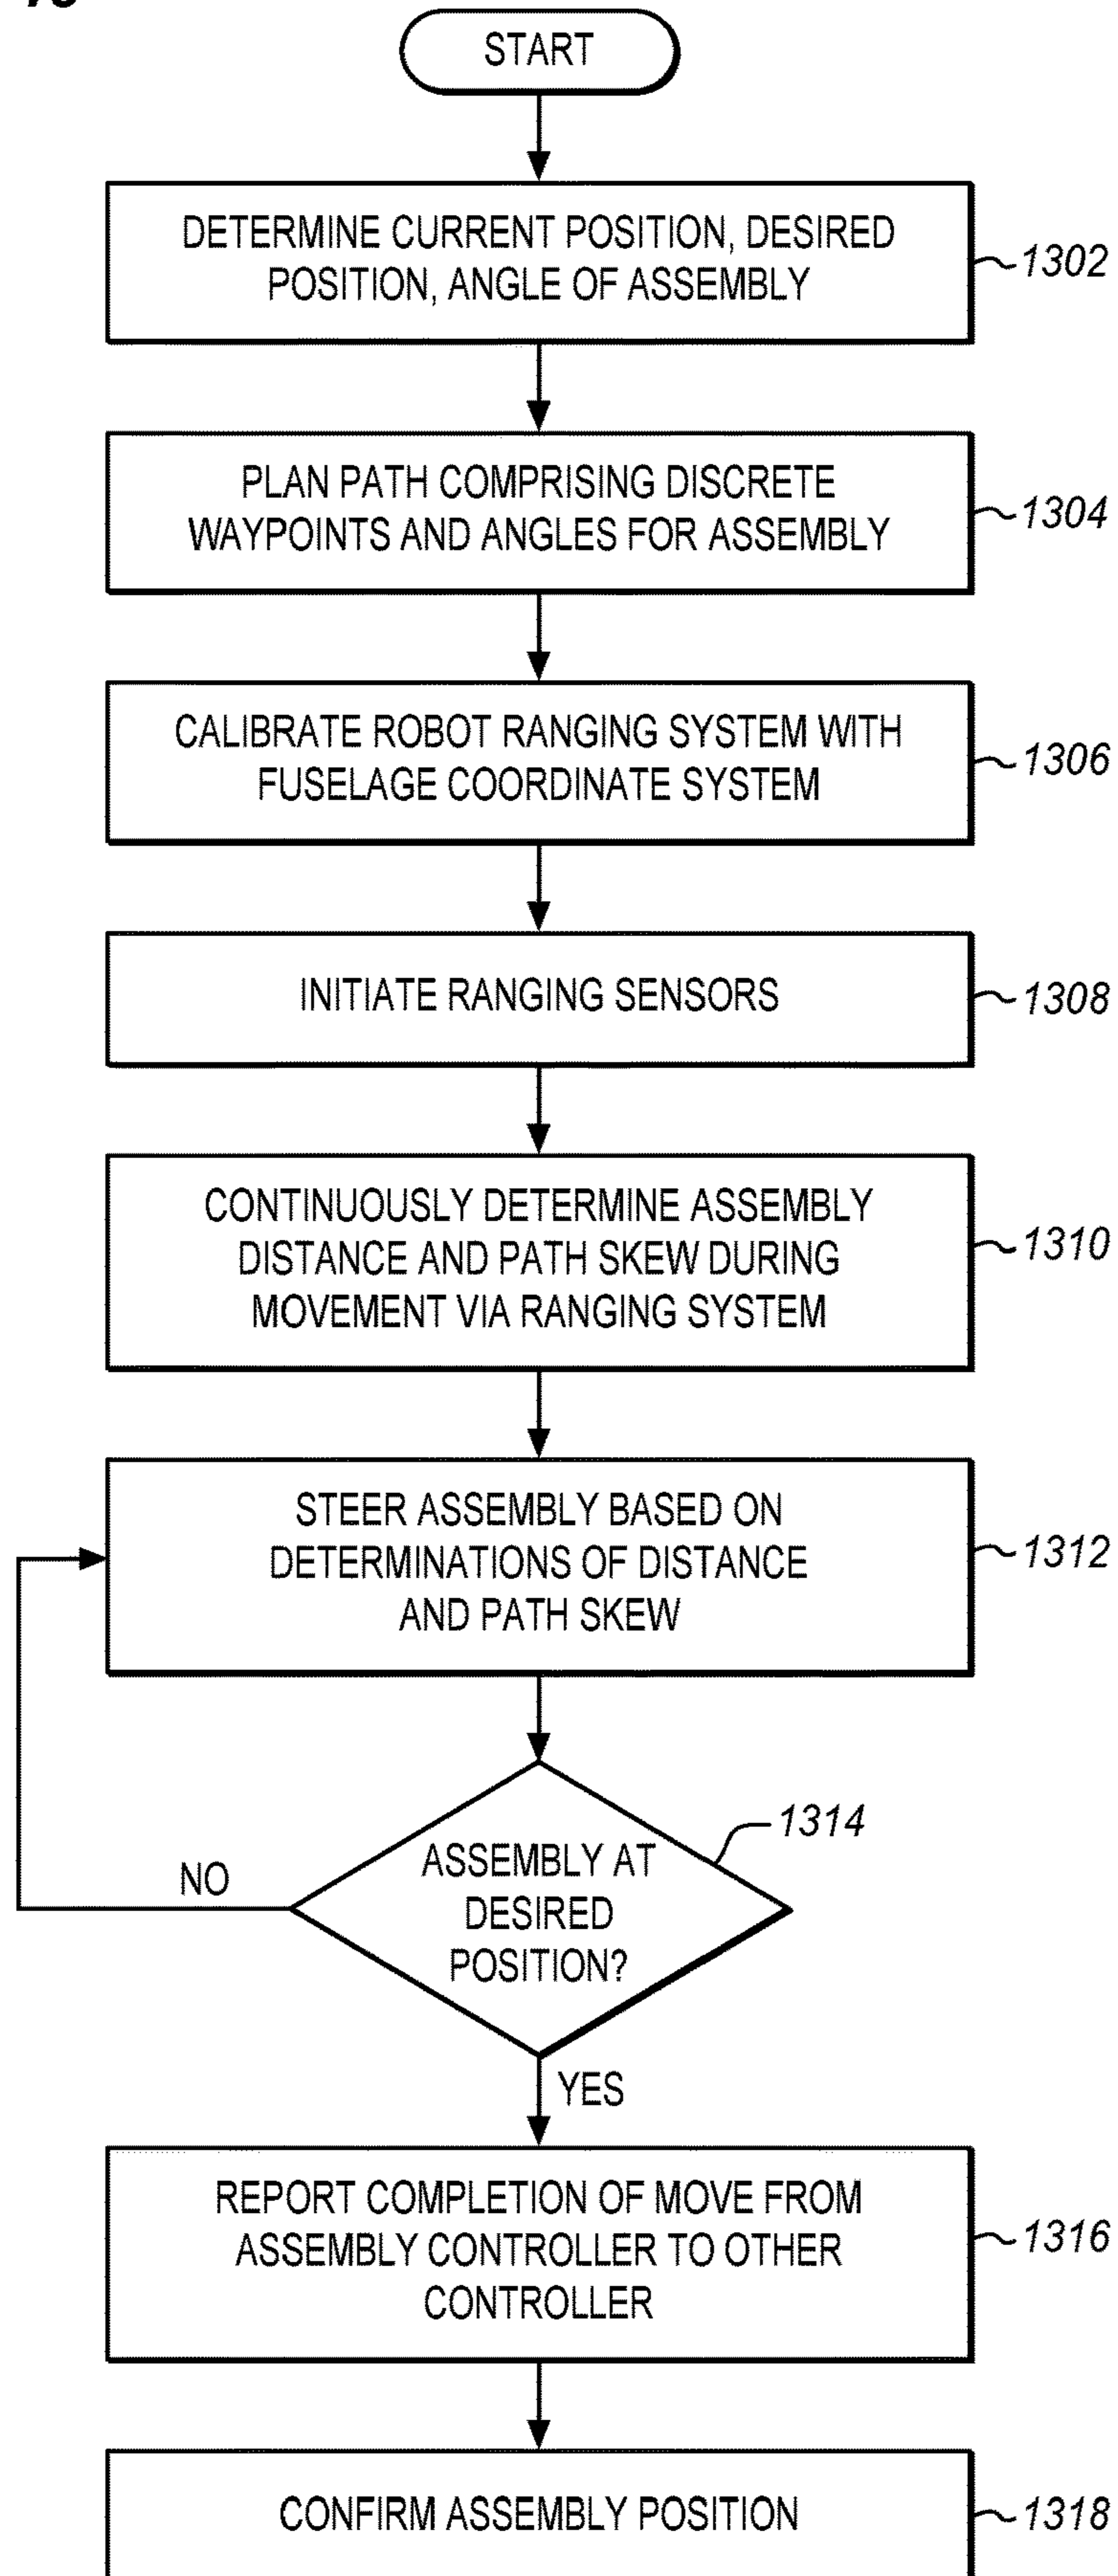 START
DETERMINE CURRENT POSITION, DESIRED
POSITION, ANGLE OF ASSEMBLY
1302
PLAN PATH COMPRISING DISCRETE
WAYPOINTS AND ANGLES FOR ASSEMBLY
1304
CALIBRATE ROBOT RANGING SYSTEM WITH
FUSELAGE COORDINATE SYSTEM
1306
INITIATE RANGING SENSORS
1308
CONTINUOUSLY DETERMINE ASSEMBLY
DISTANCE AND PATH SKEW DURING
MOVEMENT VIA RANGING SYSTEM
1310
STEER ASSEMBLY BASED ON
DETERMINATIONS OF DISTANCE
AND PATH SKEW
1312
1314
ASSEMBLY AT
DESIRED
POSITION?
NO
YES
REPORT COMPLETION OF MOVE FROM
ASSEMBLY CONTROLLER TO OTHER
CONTROLLER
1316
CONFIRM ASSEMBLY POSITION
1318